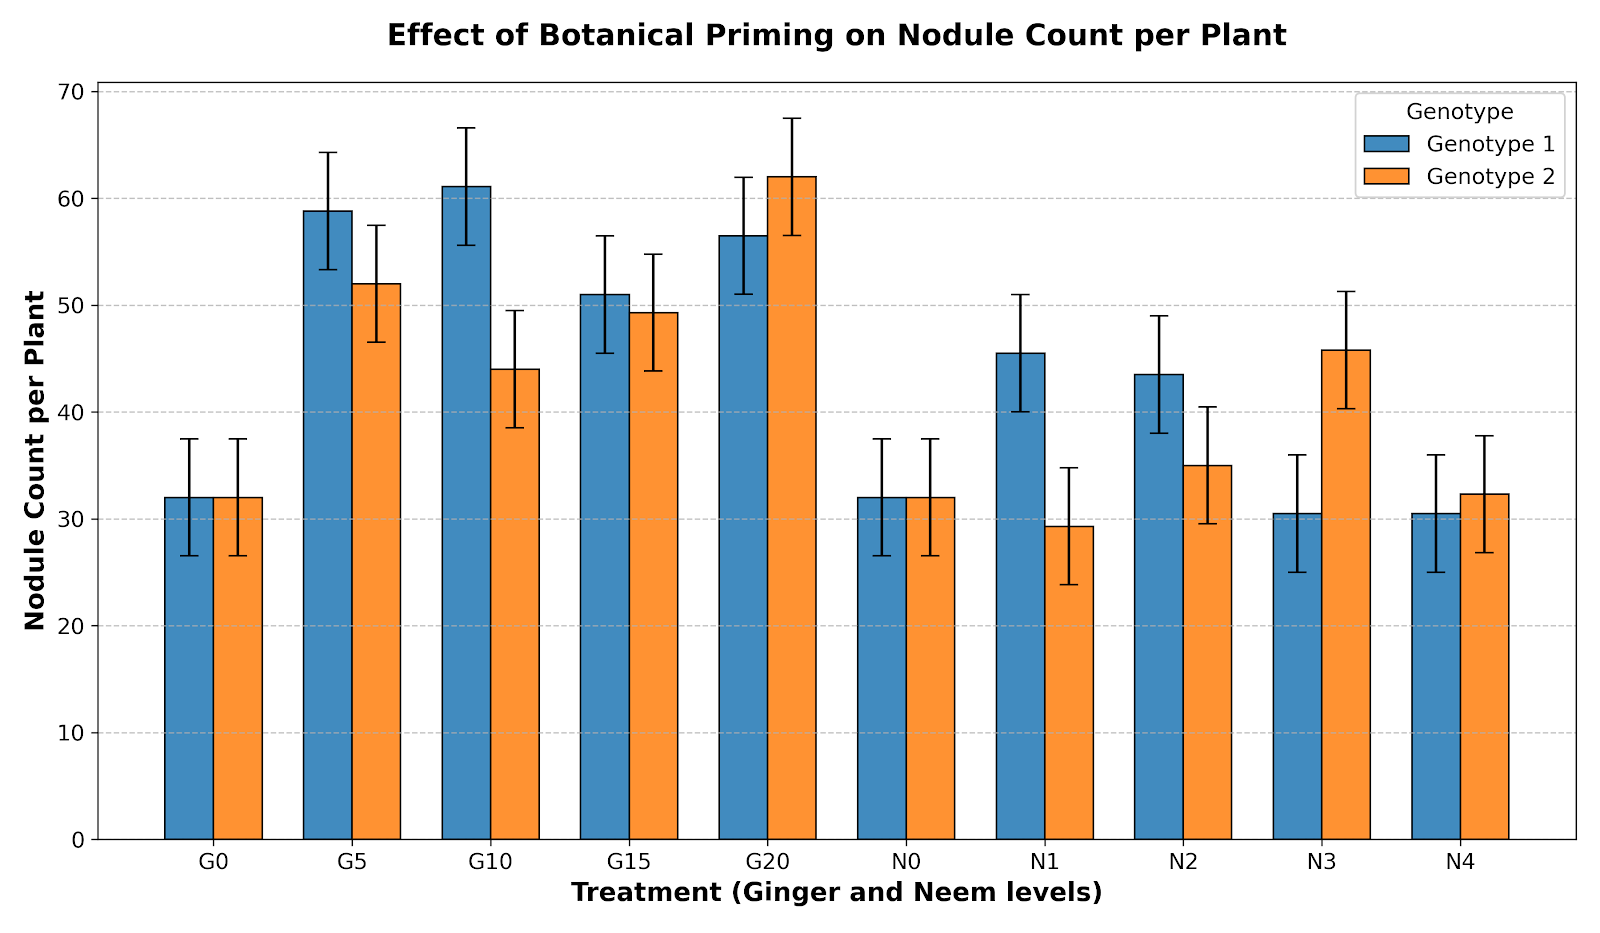 Effect of Botanical Priming on Nodule Count per Plant
Nodule Count per Plant
70
60
50
40
30
20
10
0
Genotype
Genotype 1
Genotype 2
G0 G5 G10 G15 G20 N0 N1 N2 N3 N4
Treatment (Ginger and Neem levels)